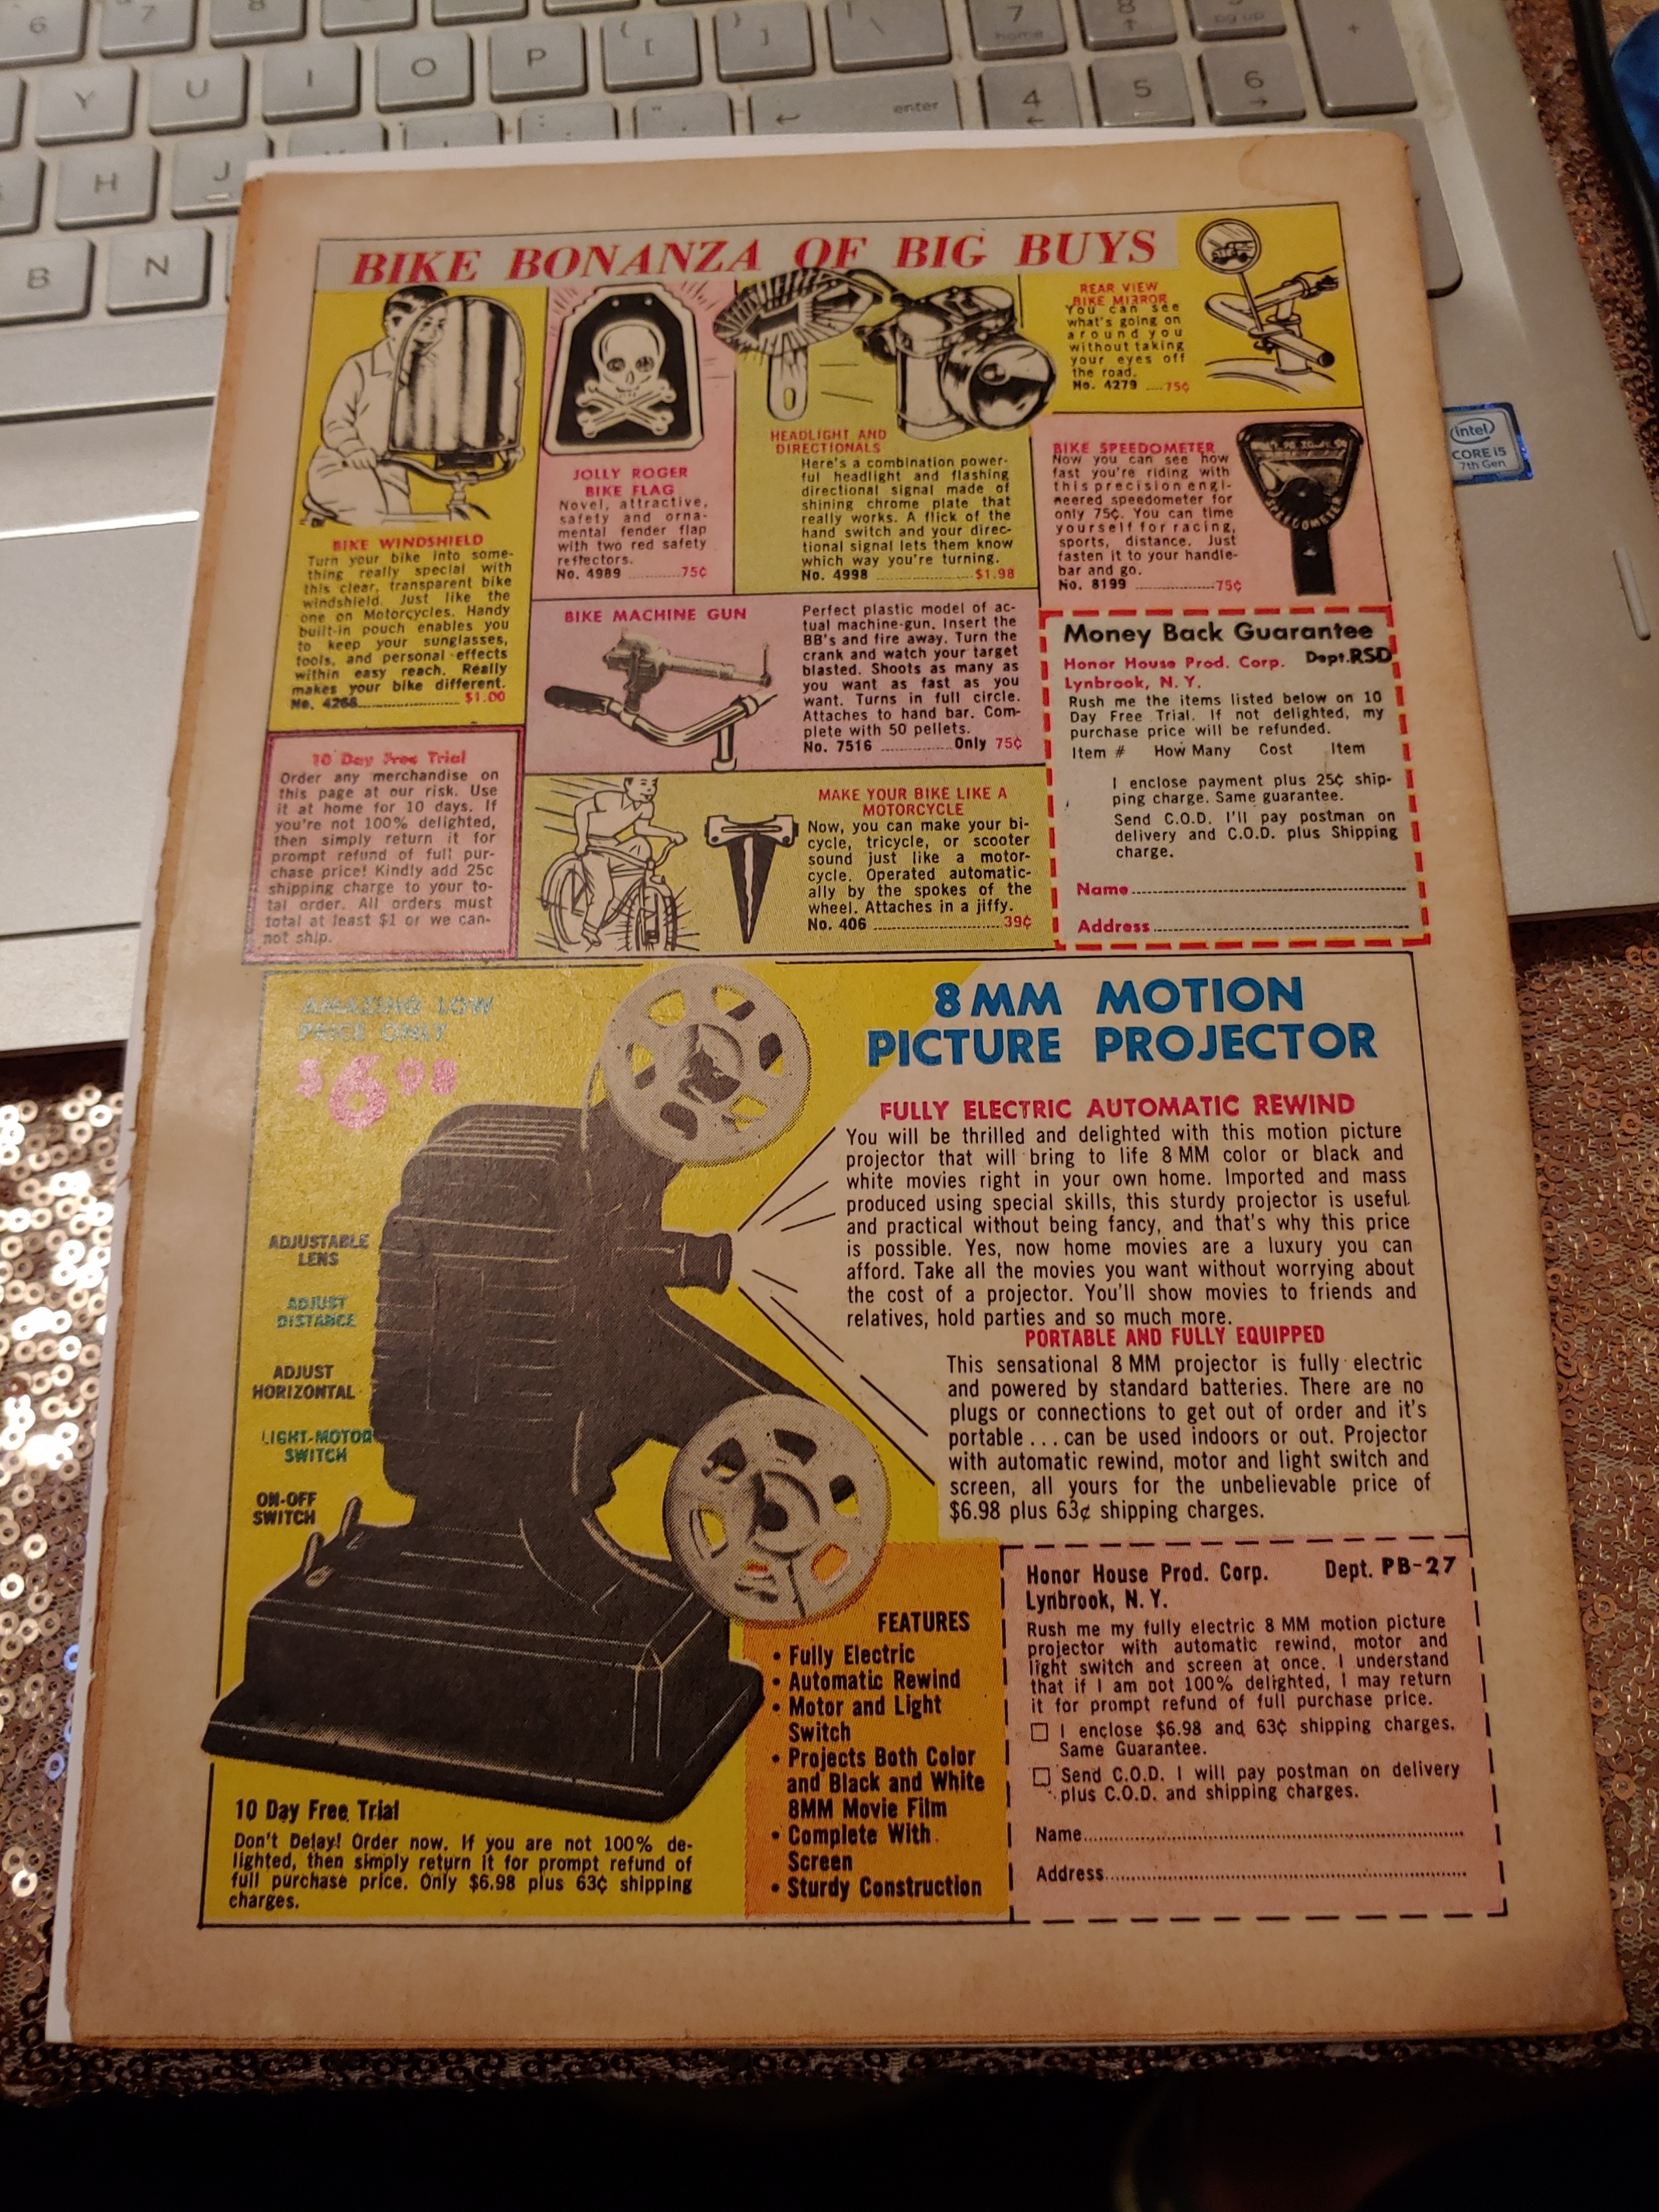 6
7
8
9
0
7
home
8
pg up
+
Y
U
I
O
P
{
[
}
]
|
\
enter
4
5
6
H
J
B
N
intel
CORE i5
7th Gen
BIKE BONANZA OF BIG BUYS
BIKE WINDSHIELD
Turn your bike into some-
thing really special with
this clear, transparent bike
windshield. Just like the
one on Motorcycles. Handy
built-in pouch enables you
to keep your sunglasses,
tools, and personal effects
within easy reach. Really
makes your bike different.
No. 4268 $1.00
JOLLY ROGER
BIKE FLAG
Novel, attractive,
safety and orna-
mental fender flap
with two red safety
reflectors.
No. 4989 75¢
HEADLIGHT AND
DIRECTIONALS
Here's a combination power-
ful headlight and flashing
directional signal made of
shining chrome plate that
really works. A flick of the
hand switch and your direc-
tional signal lets them know
which way you're turning.
No. 4998 $1.98
REAR VIEW
BIKE MIRROR
You can see
what's going on
around you
without taking
your eyes off
the road.
No. 4279 75¢
BIKE SPEEDOMETER
Now you can see how
fast you're riding with
this precision engi-
neered speedometer for
only 75¢. You can time
yourself for racing,
sports, distance. Just
fasten it to your handle-
bar and go.
No. 8199 75¢
SPEEDOMETER
BIKE MACHINE GUN
Perfect plastic model of ac-
tual machine-gun. Insert the
BB's and fire away. Turn the
crank and watch your target
blasted. Shoots as many as
you want as fast as you
want. Turns in full circle.
Attaches to hand bar. Com-
plete with 50 pellets.
No. 7516 Only 75¢
10 Day Free Trial
Order any merchandise on
this page at our risk. Use
it at home for 10 days. If
you're not 100% delighted,
then simply return it for
prompt refund of full pur-
chase price! Kindly add 25c
shipping charge to your to-
tal order. All orders must
total at least $1 or we can-
not ship.
MAKE YOUR BIKE LIKE A
MOTORCYCLE
Now, you can make your bi-
cycle, tricycle, or scooter
sound just like a motor-
cycle. Operated automatic-
ally by the spokes of the
wheel. Attaches in a jiffy.
No. 406 39¢
Money Back Guarantee
Honor House Prod. Corp. Dept.RSD
Lynbrook, N. Y.
Rush me the items listed below on 10
Day Free Trial. If not delighted, my
purchase price will be refunded.
Item # How Many Cost Item
I enclose payment plus 25¢ ship-
ping charge. Same guarantee.
Send C.O.D. I'll pay postman on
delivery and C.O.D. plus Shipping
charge.
Name
Address
AMAZING LOW
PRICE ONLY
$6.98
ADJUSTABLE
LENS
ADJUST
DISTANCE
ADJUST
HORIZONTAL
LIGHT-MOTOR
SWITCH
ON-OFF
SWITCH
8 MM MOTION
PICTURE PROJECTOR
FULLY ELECTRIC AUTOMATIC REWIND
You will be thrilled and delighted with this motion picture
projector that will bring to life 8 MM color or black and
white movies right in your own home. Imported and mass
produced using special skills, this sturdy projector is useful
and practical without being fancy, and that's why this price
is possible. Yes, now home movies are a luxury you can
afford. Take all the movies you want without worrying about
the cost of a projector. You'll show movies to friends and
relatives, hold parties and so much more.
PORTABLE AND FULLY EQUIPPED
This sensational 8 MM projector is fully electric
and powered by standard batteries. There are no
plugs or connections to get out of order and it's
portable ... can be used indoors or out. Projector
with automatic rewind, motor and light switch and
screen, all yours for the unbelievable price of
$6.98 plus 63¢ shipping charges.
10 Day Free Trial
Don't Delay! Order now. If you are not 100% de-
lighted, then simply return it for prompt refund of
full purchase price. Only $6.98 plus 63¢ shipping
charges.
FEATURES
• Fully Electric
• Automatic Rewind
• Motor and Light
Switch
• Projects Both Color
and Black and White
8MM Movie Film
• Complete With
Screen
• Sturdy Construction
Honor House Prod. Corp. Dept. PB-27
Lynbrook, N. Y.
Rush me my fully electric 8 MM motion picture
projector with automatic rewind, motor and
light switch and screen at once. I understand
that if I am not 100% delighted, I may return
it for prompt refund of full purchase price.
☐ I enclose $6.98 and 63¢ shipping charges.
Same Guarantee.
☐ Send C.O.D. I will pay postman on delivery
plus C.O.D. and shipping charges.
Name
Address